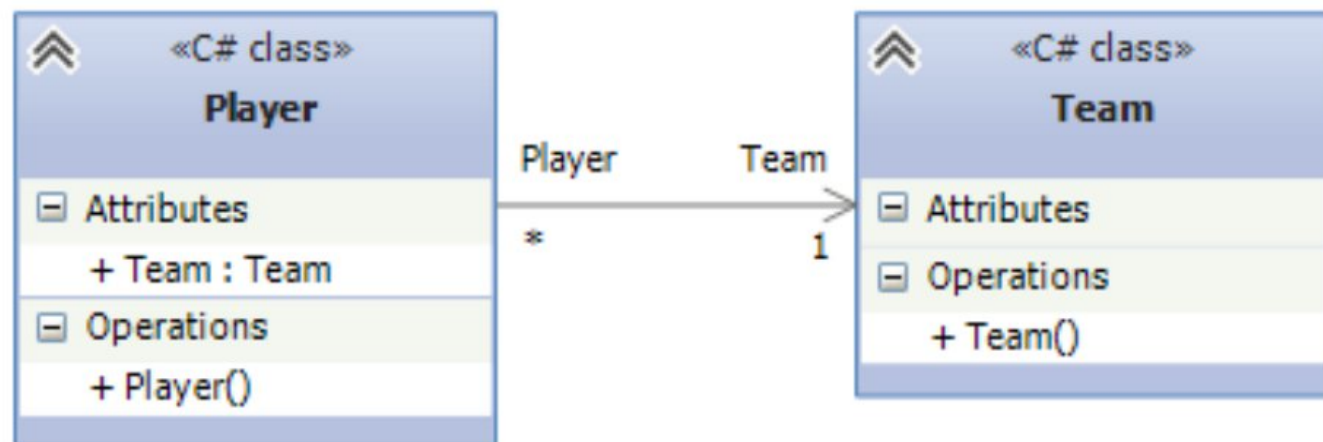 «C# class»
Player
Attributes
+ Team : Team
Operations
+ Player()
Player
Team
*
1
«C# class»
Team
Attributes
Operations
+ Team()